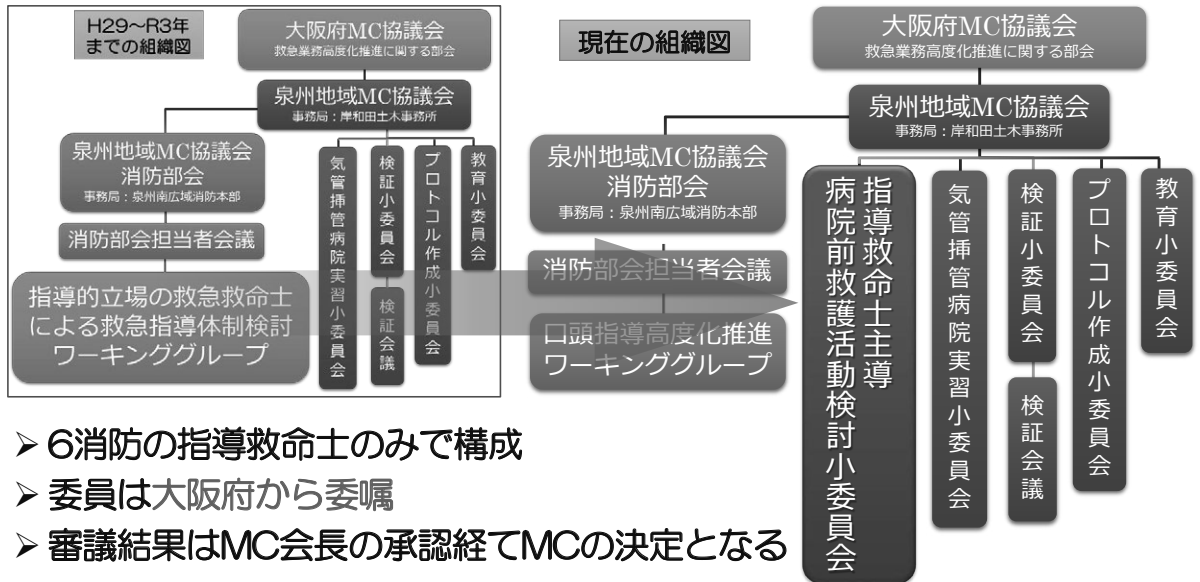 H29～R3年
までの組織図
大阪府MC協議会
救急業務高度化推進に関する部会
泉州地域MC協議会
事務局：岸和田土木事務所
泉州地域MC協議会
消防部会
事務局：泉州南広域消防本部
消防部会担当者会議
指導的立場の救急救命士
による救急指導体制検討
ワーキンググループ
気管挿管病院実習小委員会
検証小委員会
検証会議
プロトコル作成小委員会
教育小委員会
現在の組織図
大阪府MC協議会
救急業務高度化推進に関する部会
泉州地域MC協議会
事務局：岸和田土木事務所
泉州地域MC協議会
消防部会
事務局：泉州南広域消防本部
消防部会担当者会議
口頭指導高度化推進
ワーキンググループ
指導救命士主導
病院前救護活動検討小委員会
気管挿管病院実習小委員会
検証小委員会
検証会議
プロトコル作成小委員会
教育小委員会
➢ 6消防の指導救命士のみで構成
➢ 委員は大阪府から委嘱
➢ 審議結果はMC会長の承認経てMCの決定となる